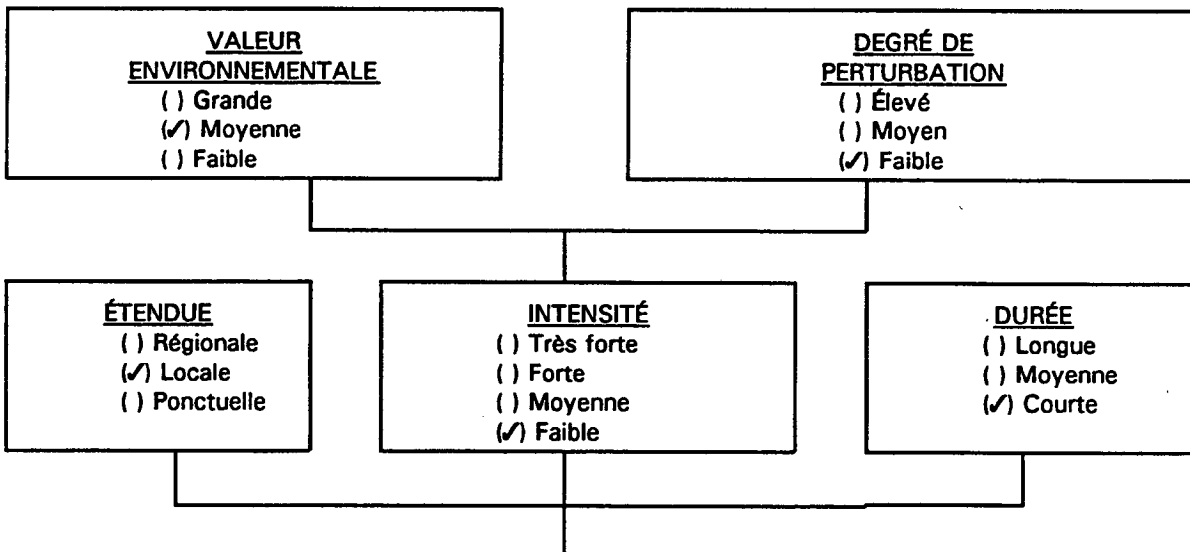 VALEUR
ENVIRONNEMENTALE
( ) Grande
(✓) Moyenne
( ) Faible
DEGRÉ DE
PERTURBATION
( ) Élevé
( ) Moyen
(✓) Faible
ÉTENDUE
( ) Régionale
(✓) Locale
( ) Ponctuelle
INTENSITÉ
( ) Très forte
( ) Forte
( ) Moyenne
(✓) Faible
DURÉE
( ) Longue
( ) Moyenne
(✓) Courte